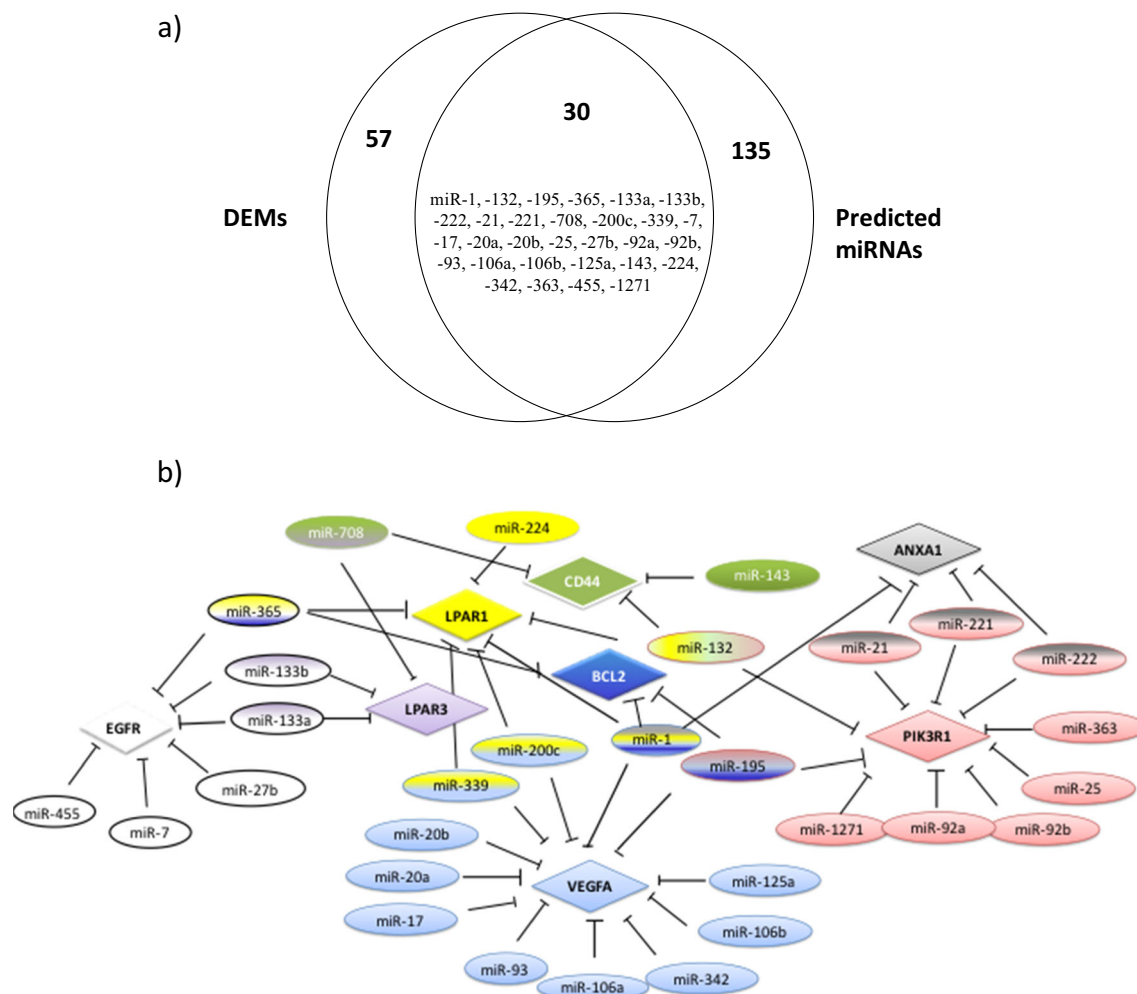 a)
57
30
135
DEMs
Predicted
miRNAs
miR-1, -132, -195, -365, -133a, -133b,
-222, -21, -221, -708, -200c, -339, -7,
-17, -20a, -20b, -25, -27b, -92a, -92b,
-93, -106a, -106b, -125a, -143, -224,
-342, -363, -455, -1271
b)
miR-708
miR-224
ANXA1
CD44
miR-143
miR-365
LPAR1
miR-221
miR-132
miR-21
miR-133b
BCL2
miR-222
LPAR3
miR-133a
EGFR
miR-1
PIK3R1
miR-363
miR-200c
miR-195
miR-339
miR-27b
miR-25
miR-455
miR-7
miR-20b
miR-1271
miR-92a
miR-92b
miR-20a
VEGFA
miR-125a
miR-17
miR-106b
miR-93
miR-342
miR-106a